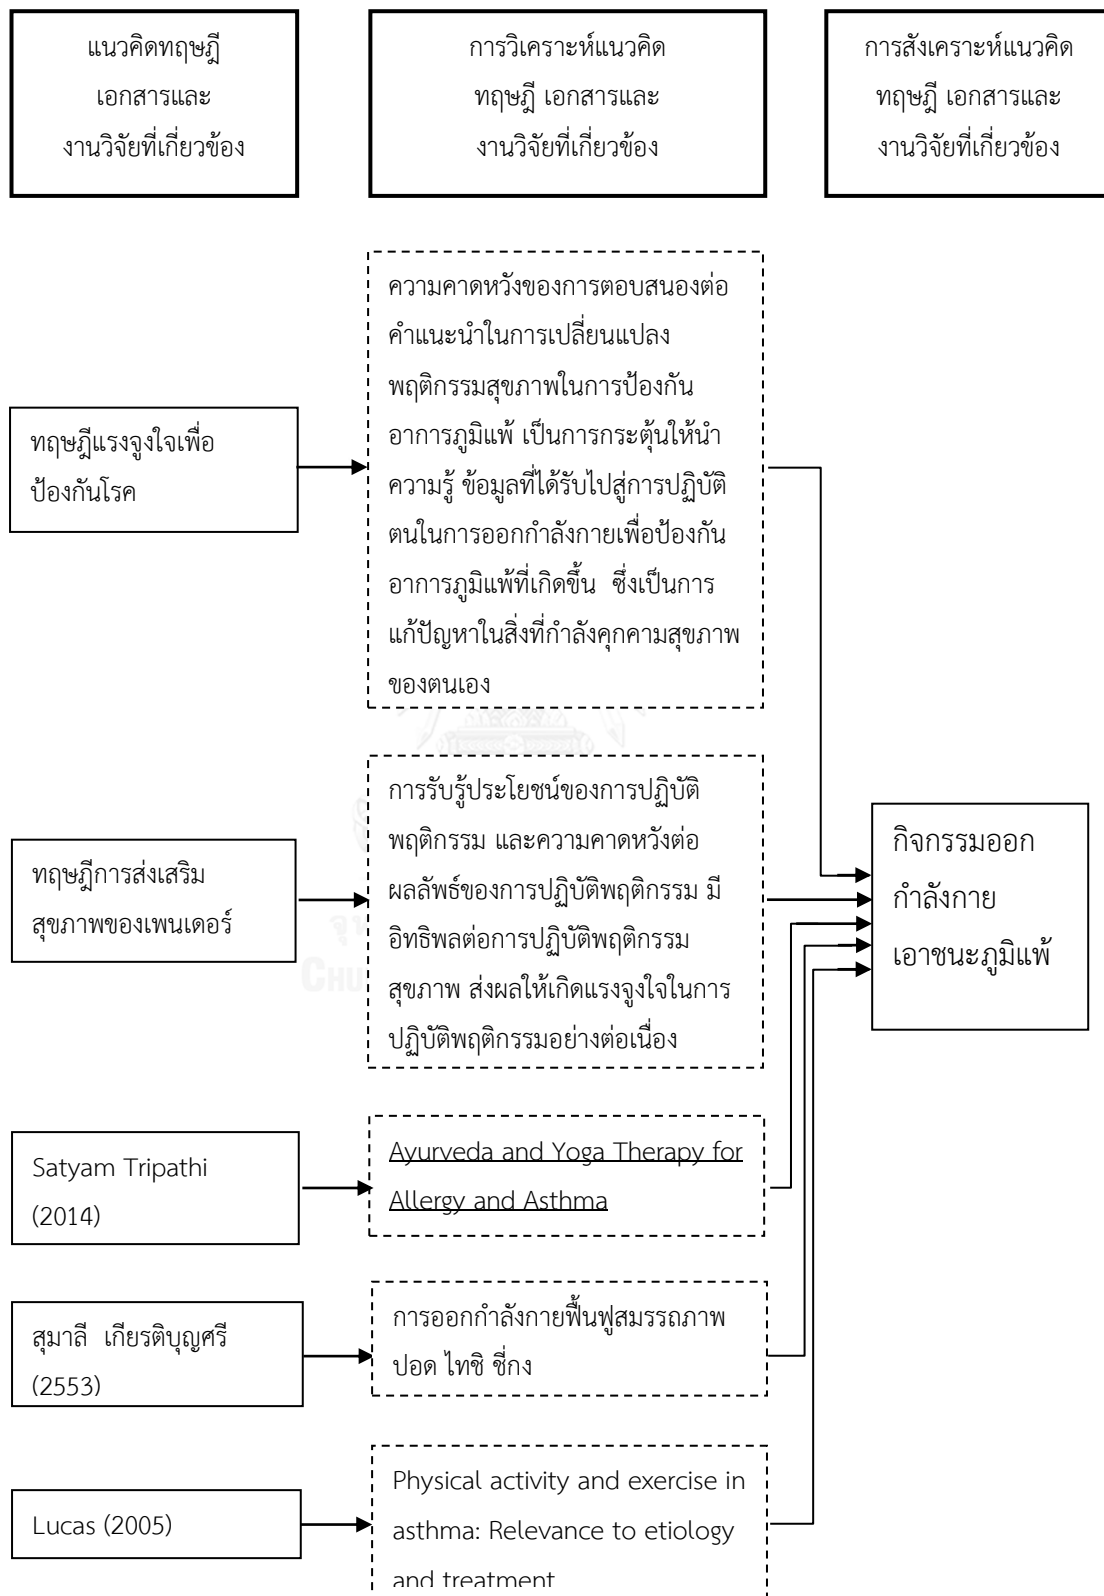 แนวคิดทฤษฎี
เอกสารและ
งานวิจัยที่เกี่ยวข้อง
การวิเคราะห์แนวคิด
ทฤษฎี เอกสารและ
งานวิจัยที่เกี่ยวข้อง
การสังเคราะห์แนวคิด
ทฤษฎี เอกสารและ
งานวิจัยที่เกี่ยวข้อง
ทฤษฎีแรงจูงใจเพื่อ
ป้องกันโรค
ความคาดหวังของการตอบสนองต่อ
คำแนะนำในการเปลี่ยนแปลง
พฤติกรรมสุขภาพในการป้องกัน
อาการภูมิแพ้ เป็นการกระตุ้นให้นำ
ความรู้ ข้อมูลที่ได้รับไปสู่การปฏิบัติ
ตนในการออกกำลังกายเพื่อป้องกัน
อาการภูมิแพ้ที่เกิดขึ้น ซึ่งเป็นการ
แก้ปัญหาในสิ่งที่กำลังคุกคามสุขภาพ
ของตนเอง
ทฤษฎีการส่งเสริม
สุขภาพของเพนเดอร์
การรับรู้ประโยชน์ของการปฏิบัติ
พฤติกรรม และความคาดหวังต่อ
ผลลัพธ์ของการปฏิบัติพฤติกรรม มี
อิทธิพลต่อการปฏิบัติพฤติกรรม
สุขภาพ ส่งผลให้เกิดแรงจูงใจในการ
ปฏิบัติพฤติกรรมอย่างต่อเนื่อง
กิจกรรมออก
กำลังกาย
เอาชนะภูมิแพ้
Satyam Tripathi
(2014)
Ayurveda and Yoga Therapy for
Allergy and Asthma
สุมาลี เกียรติบุญศรี
(2553)
การออกกำลังกายฟื้นฟูสมรรถภาพ
ปอด ไทชิ ชี่กง
Lucas (2005)
Physical activity and exercise in
asthma: Relevance to etiology
and treatment